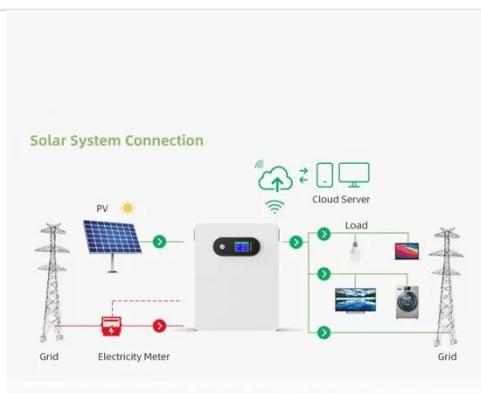 Solar System Connection
Cloud Server
PV
Load
Grid
Electricity Meter
Grid